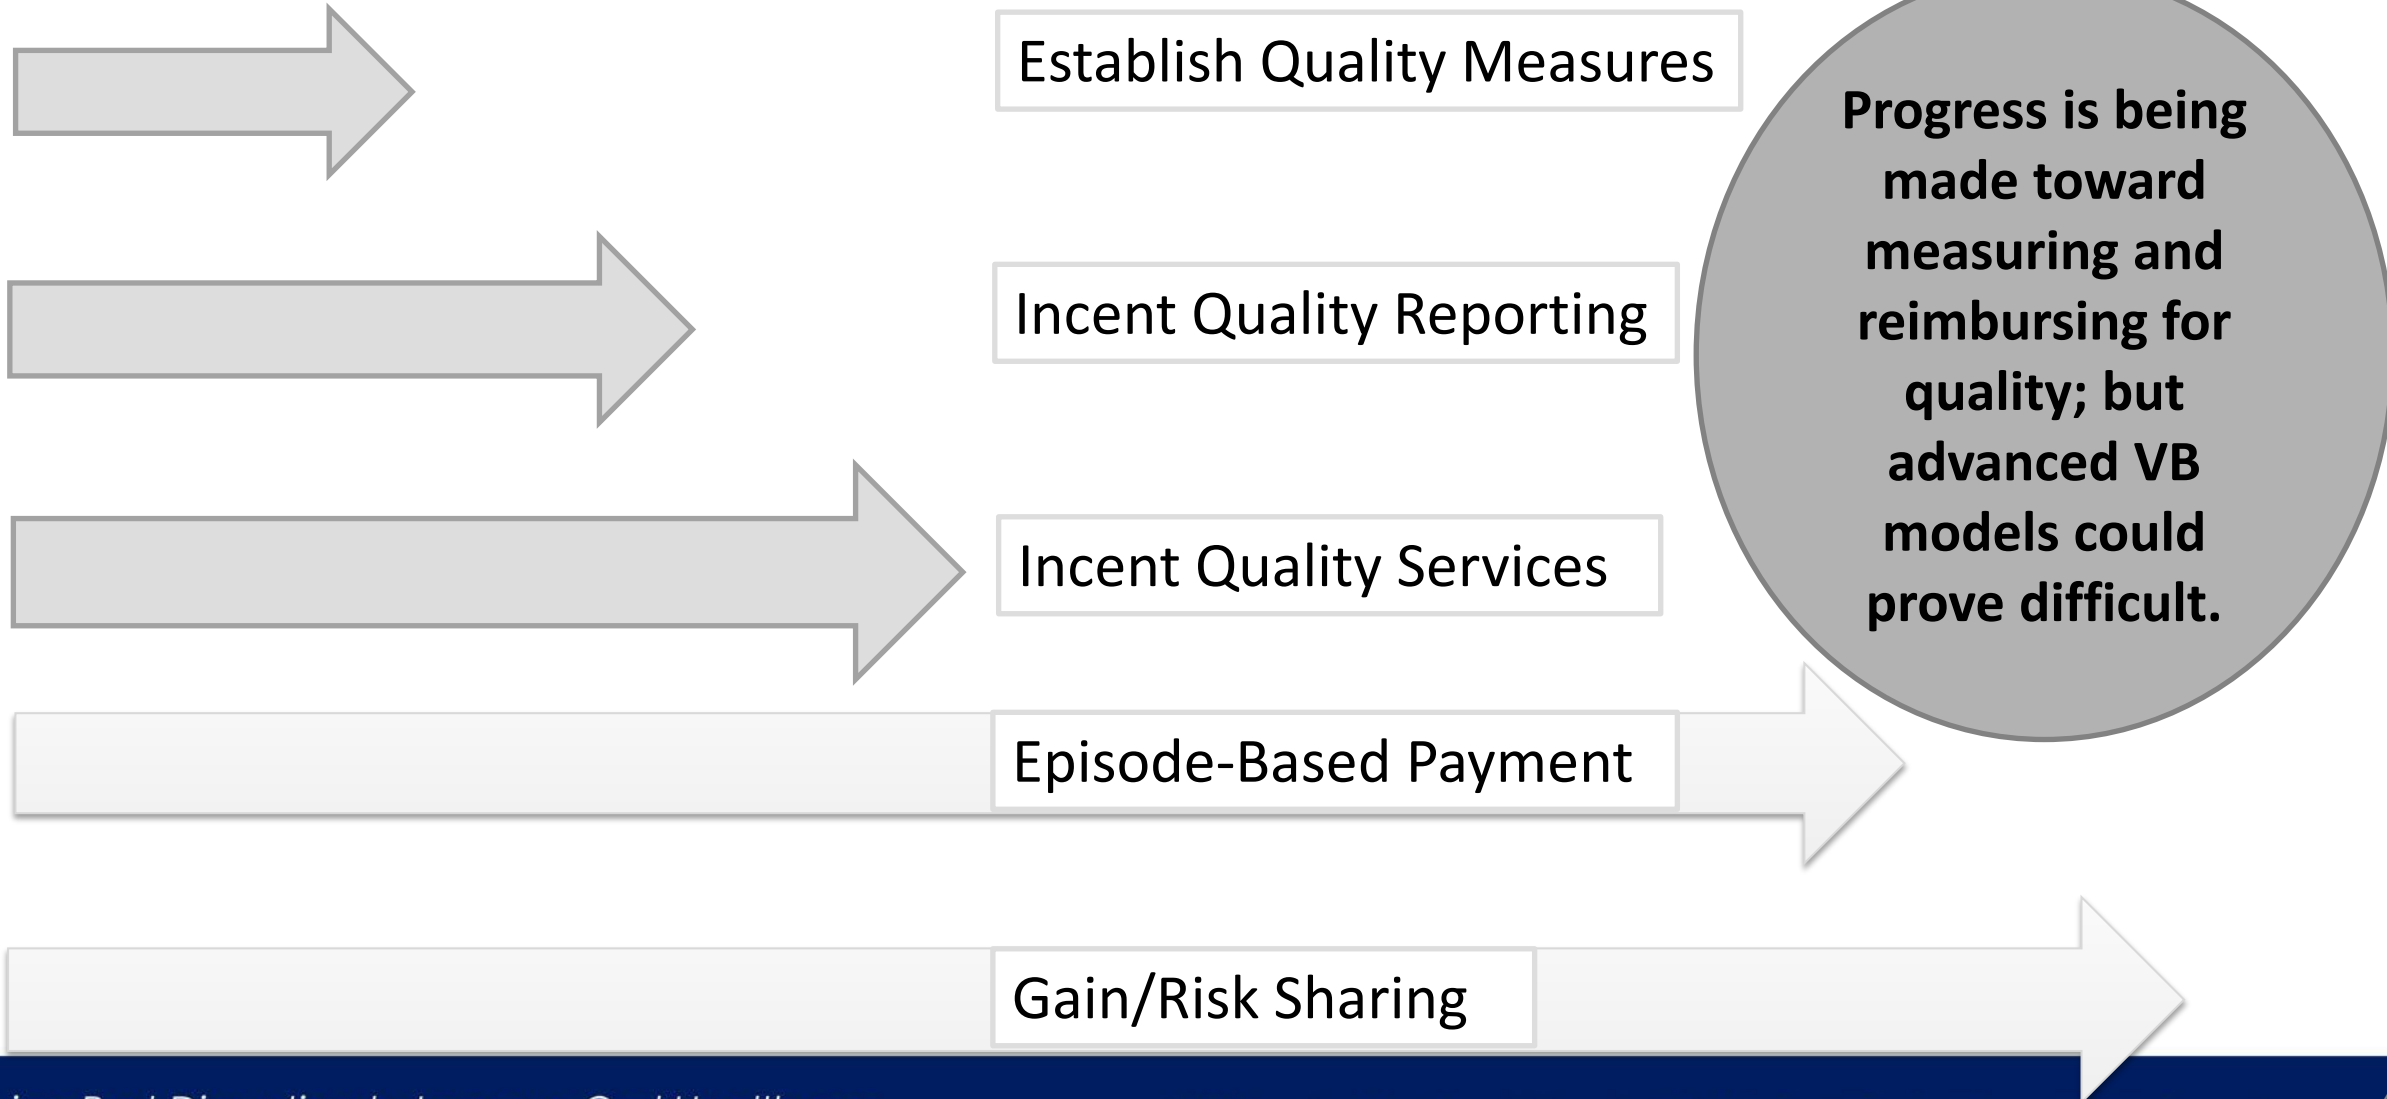 Establish Quality Measures
Incent Quality Reporting
Incent Quality Services
Episode-Based Payment
Gain/Risk Sharing
Progress is being
made toward
measuring and
reimbursing for
quality; but
advanced VB
models could
prove difficult.